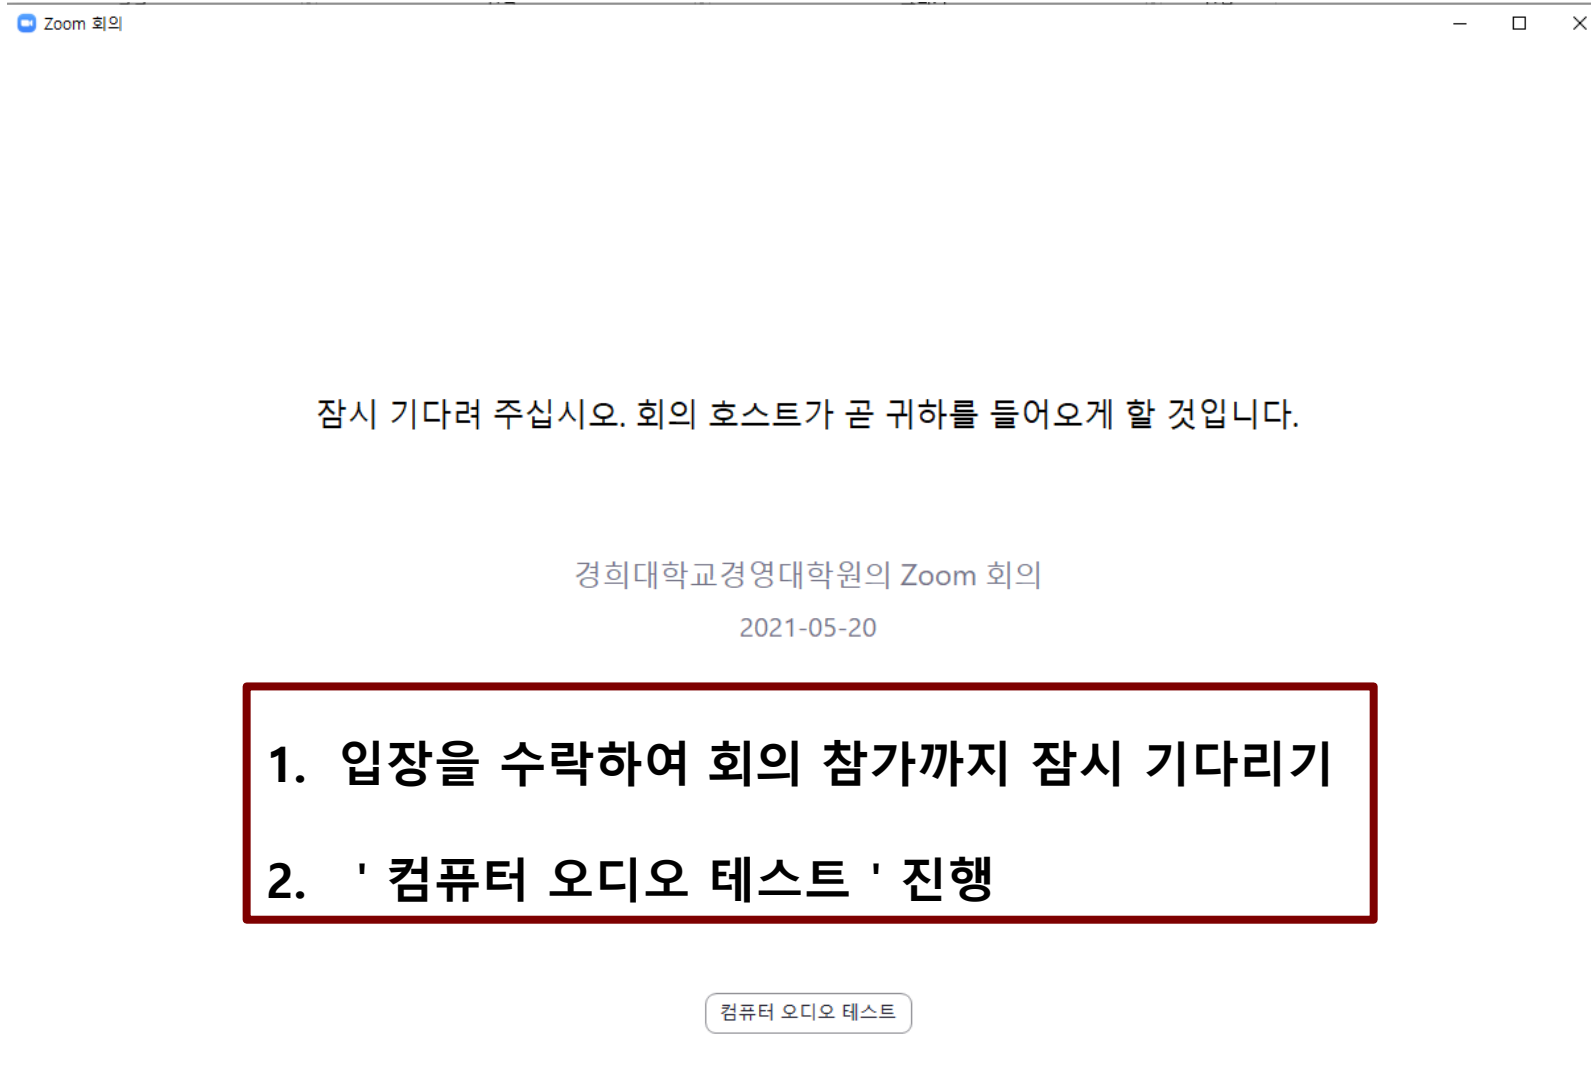 Zoom 회의
잠시 기다려 주십시오. 회의 호스트가 곧 귀하를 들어오게 할 것입니다.
경희대학교경영대학원의 Zoom 회의
2021-05-20
1. 입장을 수락하여 회의 참가까지 잠시 기다리기
2. ' 컴퓨터 오디오 테스트 ' 진행
컴퓨터 오디오 테스트